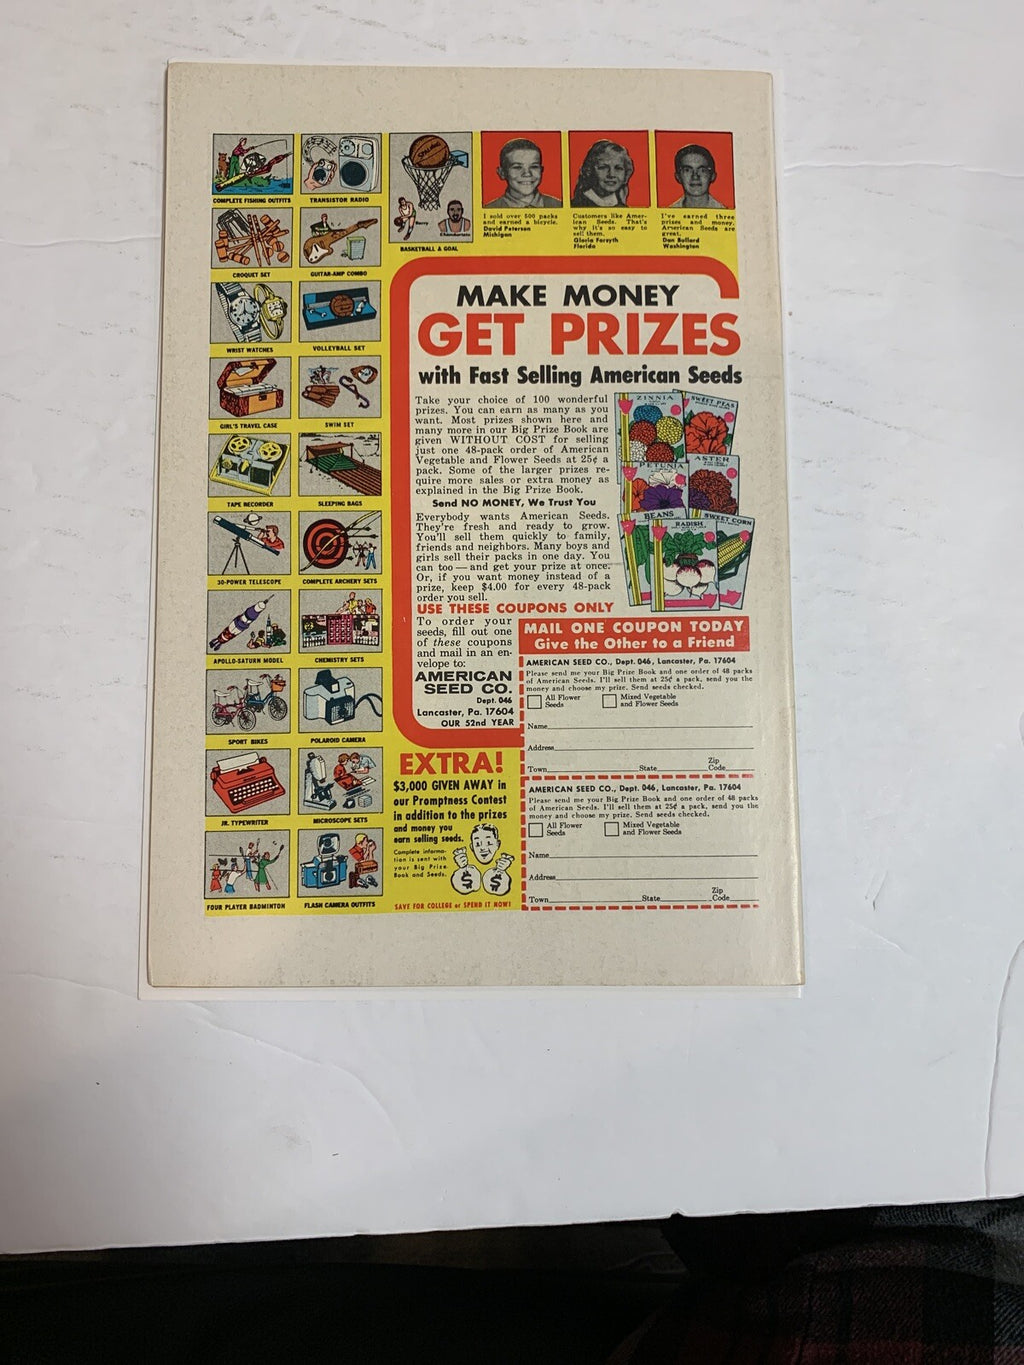 COMPLETE FISHING OUTFITS
TRANSISTOR RADIO
CROQUET SET
GUITAR-AMP COMBO
WRIST WATCHES
VOLLEYBALL SET
GIRL'S TRAVEL CASE
SWIM SET
TAPE RECORDER
SLEEPING BAGS
30-POWER TELESCOPE
COMPLETE ARCHERY SETS
APOLLO-SATURN MODEL
CHEMISTRY SETS
SPORT BIKES
POLAROID CAMERA
JR. TYPEWRITER
MICROSCOPE SETS
FOUR PLAYER BADMINTON
FLASH CAMERA OUTFITS
BASKETBALL & GOAL
I sold over 500 packs
and earned a bicycle.
David Peterson
Michigan
Customers like Amer-
ican Seeds. That's
why it's so easy to
sell them.
Gloria Forsyth
Florida
I've earned three
prizes and money.
American Seeds are
great.
Dan Bollard
Washington
MAKE MONEY
GET PRIZES
with Fast Selling American Seeds
Take your choice of 100 wonderful
prizes. You can earn as many as you
want. Most prizes shown here and
many more in our Big Prize Book are
given WITHOUT COST for selling
just one 48-pack order of American
Vegetable and Flower Seeds at 25¢ a
pack. Some of the larger prizes re-
quire more sales or extra money as
explained in the Big Prize Book.
Send NO MONEY, We Trust You
Everybody wants American Seeds.
They're fresh and ready to grow.
You'll sell them quickly to family,
friends and neighbors. Many boys and
girls sell their packs in one day. You
can too — and get your prize at once.
Or, if you want money instead of a
prize, keep $4.00 for every 48-pack
order you sell.
ZINNIA
SWEET PEAS
PETUNIA
ASTER
BEANS
RADISH
SWEET CORN
USE THESE COUPONS ONLY
To order your
seeds, fill out one
of these coupons
and mail in an en-
velope to:
AMERICAN
SEED CO.
Dept. 046
Lancaster, Pa. 17604
OUR 52nd YEAR
EXTRA!
$3,000 GIVEN AWAY in
our Promptness Contest
in addition to the prizes
and money you
earn selling seeds.
Complete informa-
tion is sent with
your Big Prize
Book and Seeds.
$ $
SAVE FOR COLLEGE or SPEND IT NOW!
MAIL ONE COUPON TODAY
Give the Other to a Friend
AMERICAN SEED CO., Dept. 046, Lancaster, Pa. 17604
Please send me your Big Prize Book and one order of 48 packs
of American Seeds. I'll sell them at 25¢ a pack, send you the
money and choose my prize. Send seeds checked.
All Flower Seeds
Mixed Vegetable and Flower Seeds
Name
Address
Town State Zip Code
AMERICAN SEED CO., Dept. 046, Lancaster, Pa. 17604
Please send me your Big Prize Book and one order of 48 packs
of American Seeds. I'll sell them at 25¢ a pack, send you the
money and choose my prize. Send seeds checked.
All Flower Seeds
Mixed Vegetable and Flower Seeds
Name
Address
Town State Zip Code